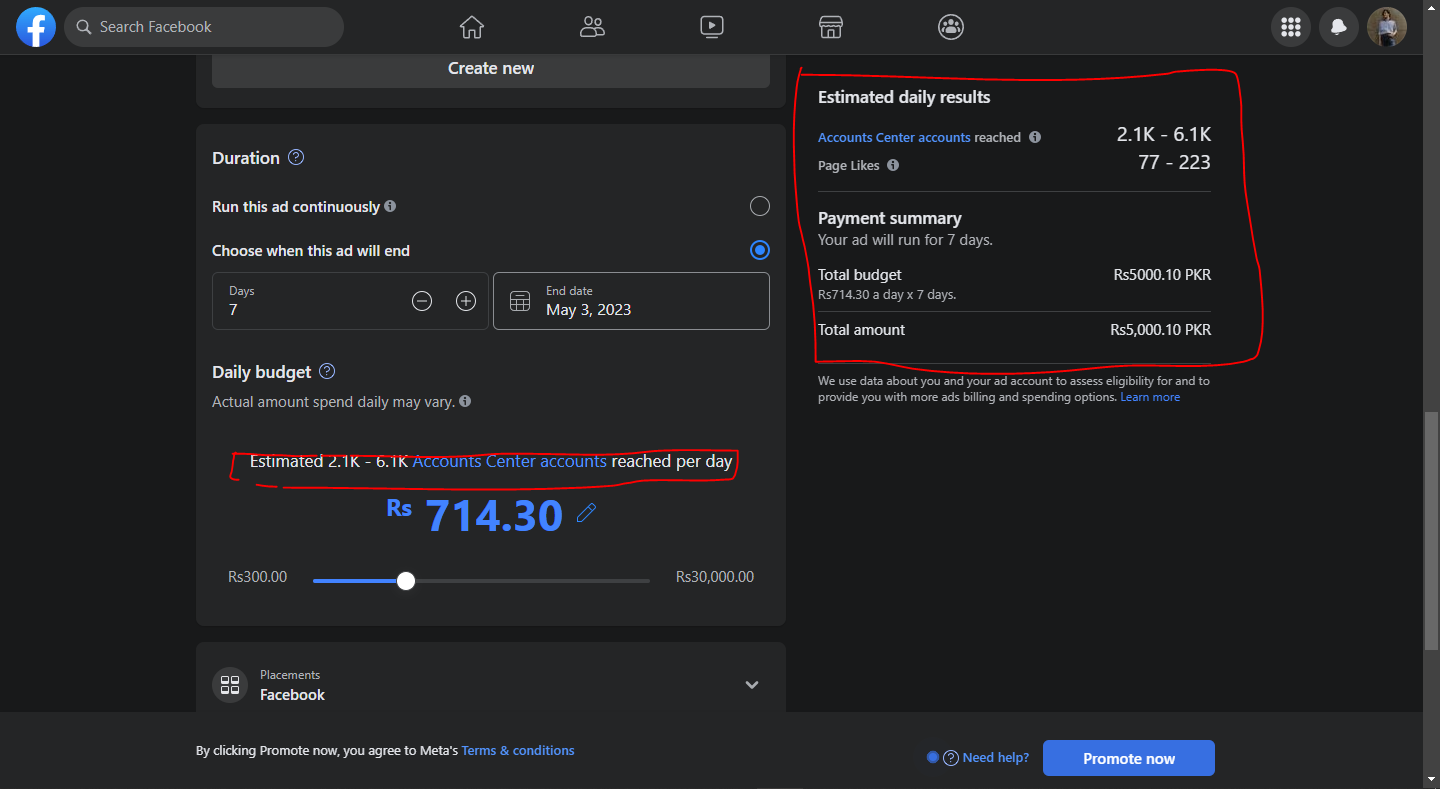 Search Facebook
Create new
Duration
Run this ad continuously
Choose when this ad will end
Days
7
End date
May 3, 2023
Daily budget
Actual amount spend daily may vary.
Estimated 2.1K - 6.1K Accounts Center accounts reached per day
Rs 714.30
Rs300.00
Rs30,000.00
Placements
Facebook
Estimated daily results
Accounts Center accounts reached 2.1K - 6.1K
Page Likes 77 - 223
Payment summary
Your ad will run for 7 days.
Total budget Rs5000.10 PKR
Rs714.30 a day x 7 days.
Total amount Rs5,000.10 PKR
We use data about you and your ad account to assess eligibility for and to
provide you with more ads billing and spending options. Learn more
By clicking Promote now, you agree to Meta's Terms & conditions
Need help?
Promote now